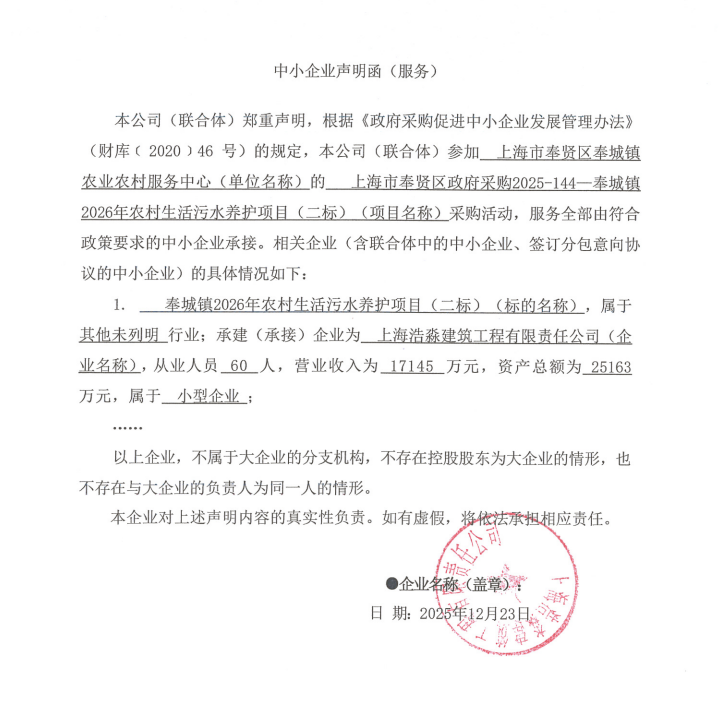 中小企业声明函（服务）
本公司（联合体）郑重声明，根据《政府采购促进中小企业发展管理办法》
（财库﹝2020﹞46 号）的规定，本公司（联合体）参加 上海市奉贤区奉城镇
农业农村服务中心（单位名称）的 上海市奉贤区政府采购2025-144—奉城镇
2026年农村生活污水养护项目（二标）（项目名称）采购活动，服务全部由符合
政策要求的中小企业承接。相关企业（含联合体中的中小企业、签订分包意向协
议的中小企业）的具体情况如下：
1. 奉城镇2026年农村生活污水养护项目（二标）（标的名称），属于
其他未列明 行业；承建（承接）企业为 上海浩淼建筑工程有限责任公司（企
业名称），从业人员 60 人，营业收入为 17145 万元，资产总额为 25163
万元，属于 小型企业 ；
……
以上企业，不属于大企业的分支机构，不存在控股股东为大企业的情形，也
不存在与大企业的负责人为同一人的情形。
本企业对上述声明内容的真实性负责。如有虚假，将依法承担相应责任。
●企业名称（盖章）：
日 期：2025年12月23日